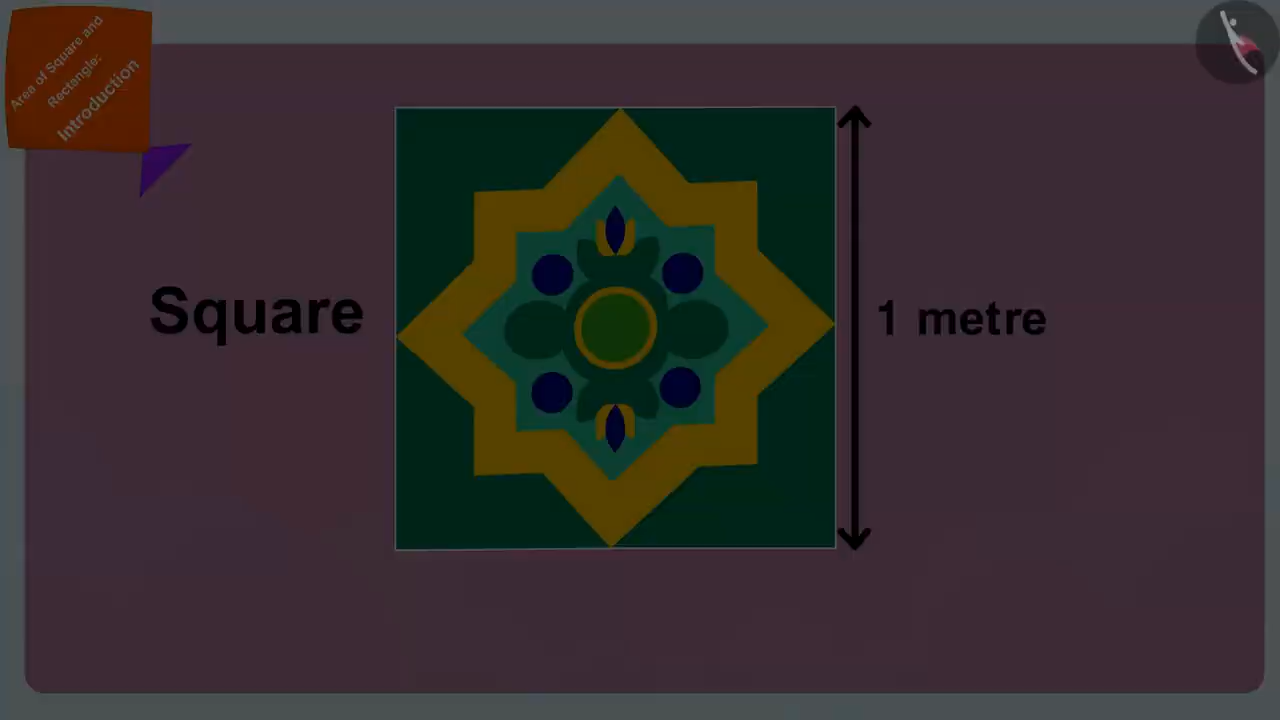 Area of Square and
Rectangle:
Introduction
Square
1 metre